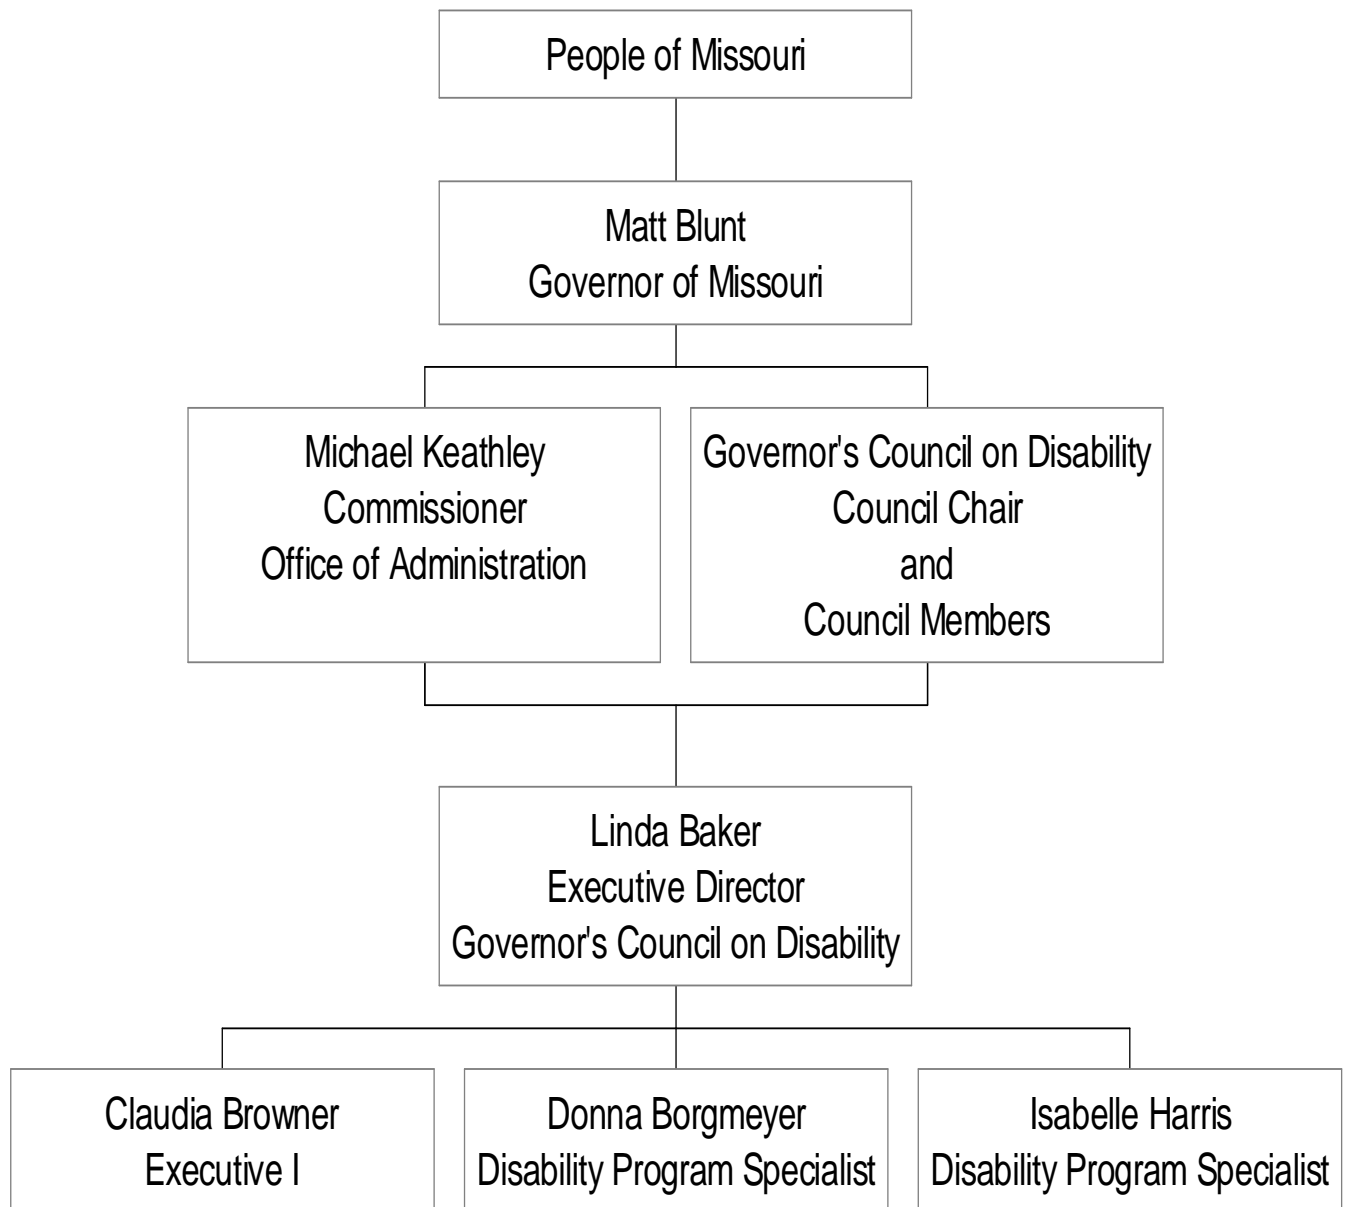 People of Missouri
Matt Blunt
Governor of Missouri
Michael Keathley
Commissioner
Office of Administration
Governor's Council on Disability
Council Chair
and
Council Members
Linda Baker
Executive Director
Governor's Council on Disability
Claudia Browner
Executive I
Donna Borgmeyer
Disability Program Specialist
Isabelle Harris
Disability Program Specialist